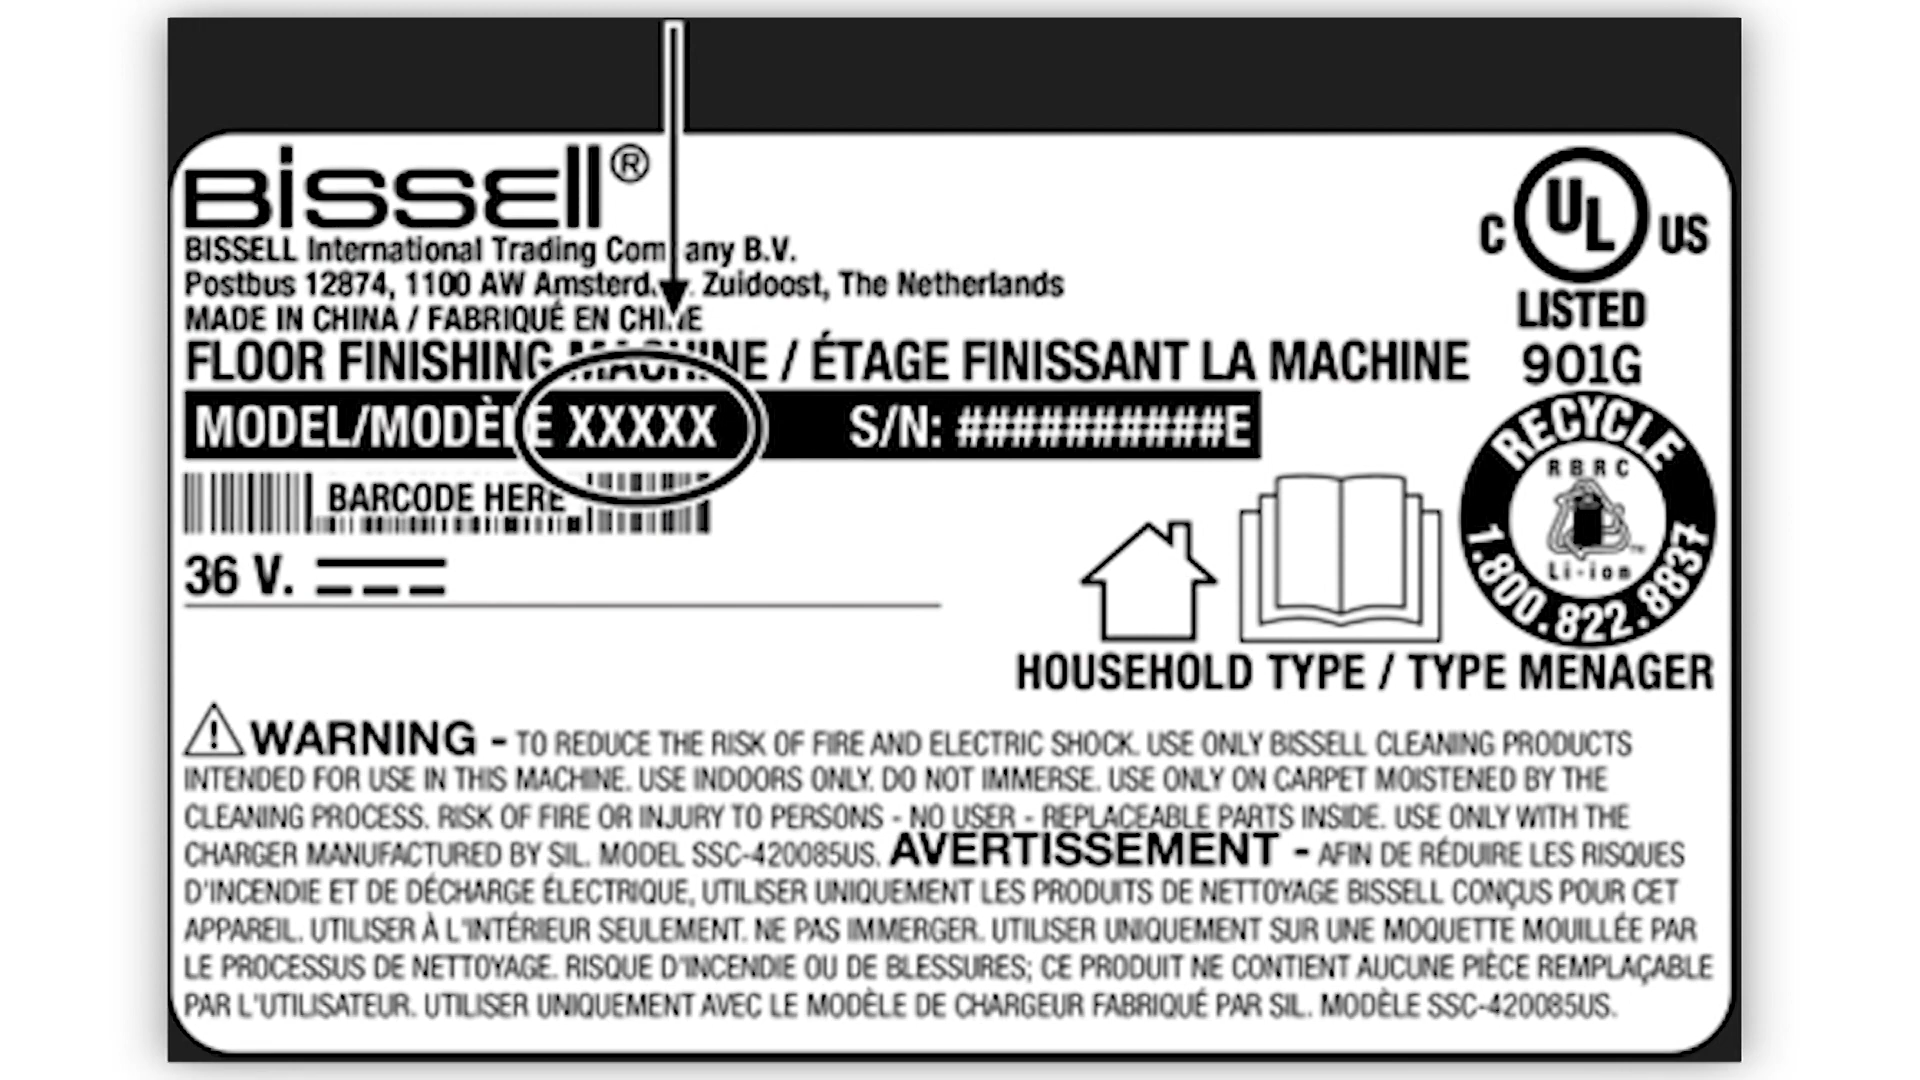 BISSELL®
BISSELL International Trading Company B.V.
Postbus 12874, 1100 AW Amsterd. Zuidoost, The Netherlands
MADE IN CHINA / FABRIQUÉ EN CHINE
FLOOR FINISHING MACHINE / ÉTAGE FINISSANT LA MACHINE
MODEL/MODÈLE XXXXX S/N: ##########E
BARCODE HERE
36 V.
C UL US
LISTED
901G
RECYCLE
RBRC
Li-ion
TM
1.800.822.8837
HOUSEHOLD TYPE / TYPE MENAGER
WARNING - TO REDUCE THE RISK OF FIRE AND ELECTRIC SHOCK. USE ONLY BISSELL CLEANING PRODUCTS
INTENDED FOR USE IN THIS MACHINE. USE INDOORS ONLY. DO NOT IMMERSE. USE ONLY ON CARPET MOISTENED BY THE
CLEANING PROCESS. RISK OF FIRE OR INJURY TO PERSONS - NO USER - REPLACEABLE PARTS INSIDE. USE ONLY WITH THE
CHARGER MANUFACTURED BY SIL. MODEL SSC-420085US. AVERTISSEMENT - AFIN DE RÉDUIRE LES RISQUES
D'INCENDIE ET DE DÉCHARGE ÉLECTRIQUE, UTILISER UNIQUEMENT LES PRODUITS DE NETTOYAGE BISSELL CONÇUS POUR CET
APPAREIL. UTILISER À L'INTÉRIEUR SEULEMENT. NE PAS IMMERGER. UTILISER UNIQUEMENT SUR UNE MOQUETTE MOUILLÉE PAR
LE PROCESSUS DE NETTOYAGE. RISQUE D'INCENDIE OU DE BLESSURES; CE PRODUIT NE CONTIENT AUCUNE PIÈCE REMPLAÇABLE
PAR L'UTILISATEUR. UTILISER UNIQUEMENT AVEC LE MODÈLE DE CHARGEUR FABRIQUÉ PAR SIL. MODÈLE SSC-420085US.